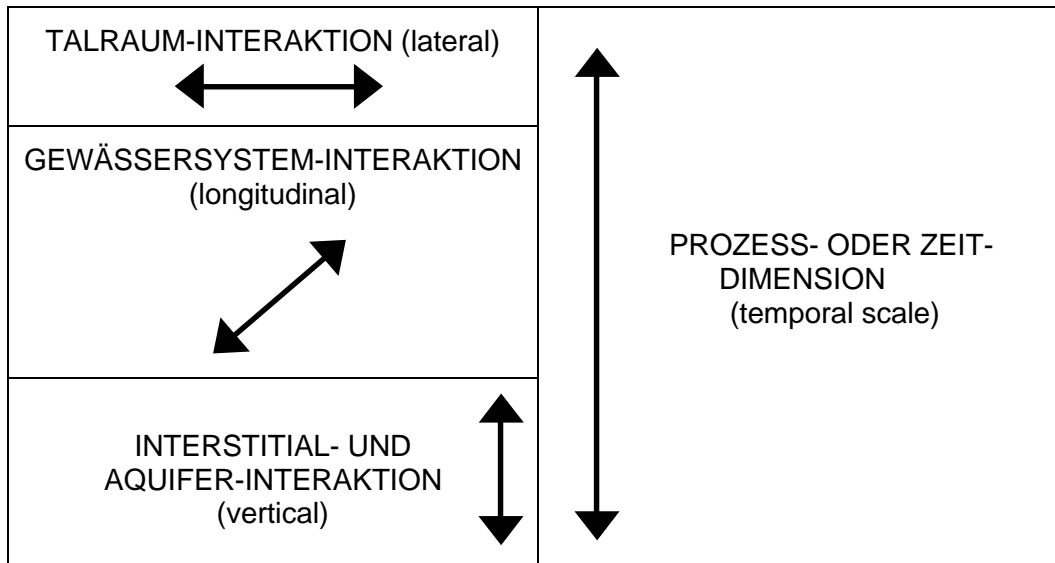 TALRAUM-INTERAKTION (lateral)
GEWÄSSERSYSTEM-INTERAKTION
(longitudinal)
INTERSTITIAL- UND
AQUIFER-INTERAKTION
(vertical)
PROZESS- ODER ZEIT-
DIMENSION
(temporal scale)